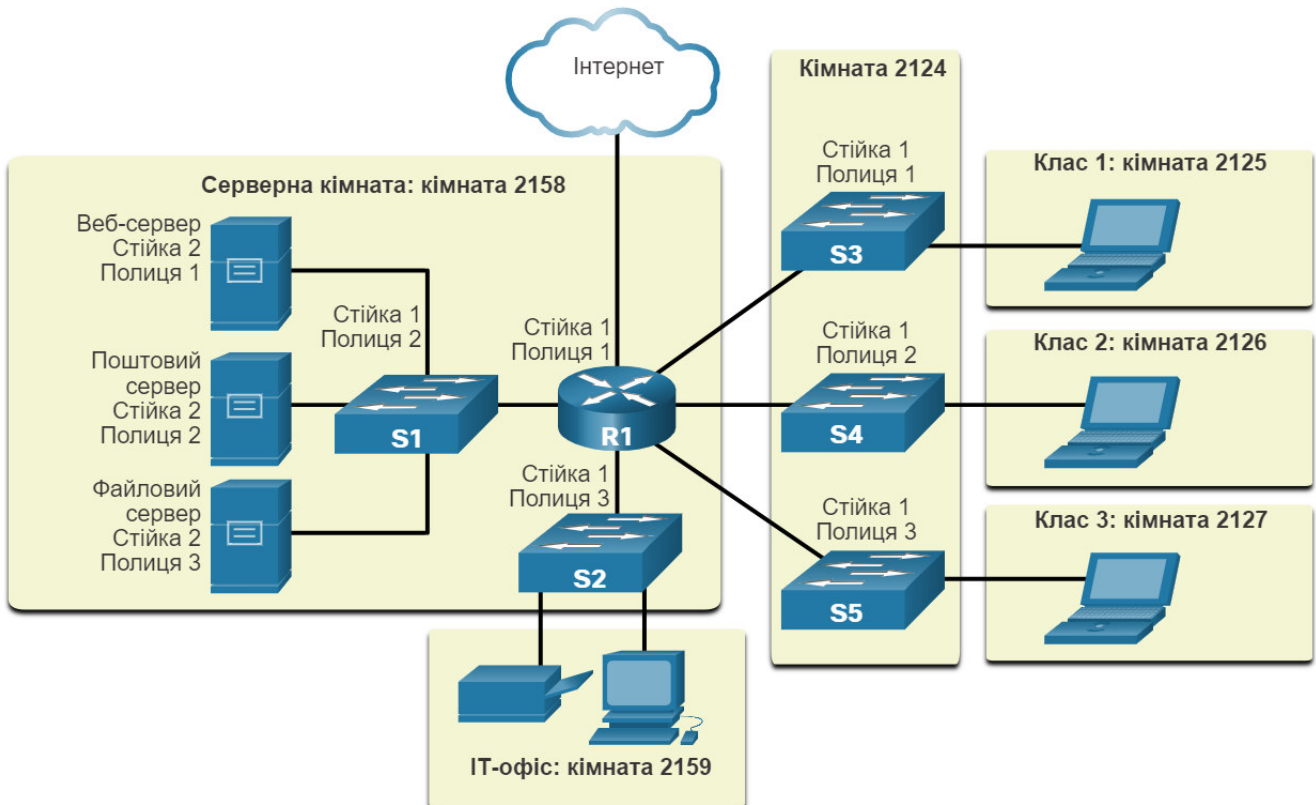 Інтернет
Серверна кімната: кімната 2158
Веб-сервер
Стійка 2
Полиця 1
Поштовий
сервер
Стійка 2
Полиця 2
Файловий
сервер
Стійка 2
Полиця 3
Стійка 1
Полиця 2
S1
Стійка 1
Полиця 1
R1
Стійка 1
Полиця 3
S2
ІТ-офіс: кімната 2159
Кімната 2124
Стійка 1
Полиця 1
S3
Стійка 1
Полиця 2
S4
Стійка 1
Полиця 3
S5
Клас 1: кімната 2125
Клас 2: кімната 2126
Клас 3: кімната 2127